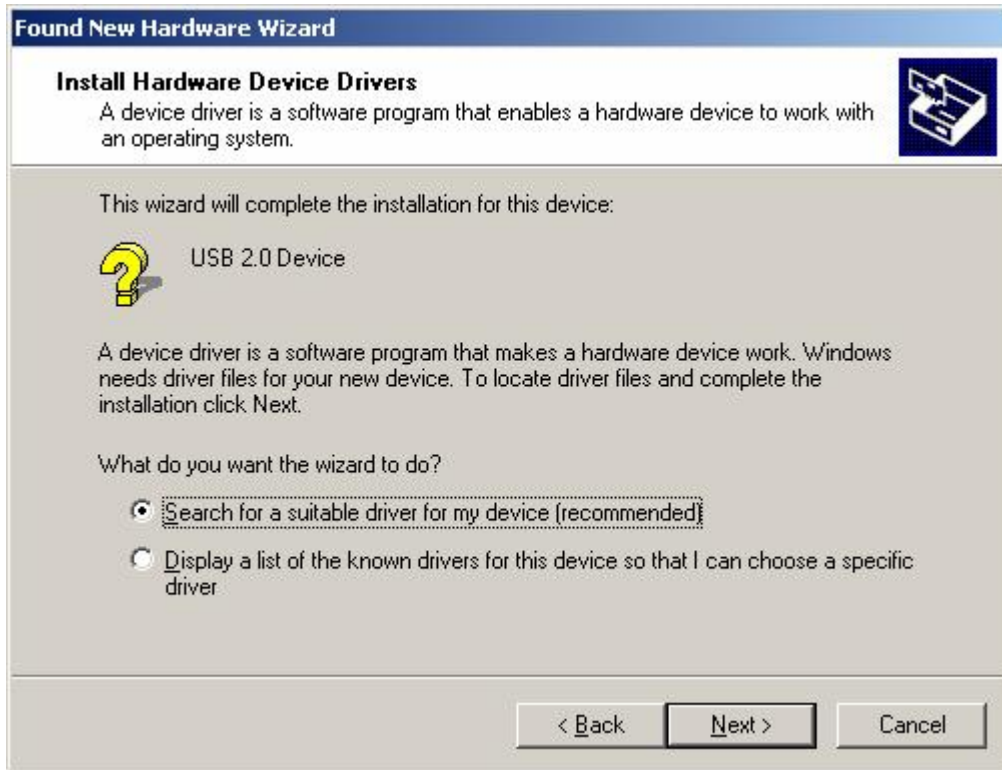 Found New Hardware Wizard
Install Hardware Device Drivers
A device driver is a software program that enables a hardware device to work with
an operating system.
This wizard will complete the installation for this device:
USB 2.0 Device
A device driver is a software program that makes a hardware device work. Windows
needs driver files for your new device. To locate driver files and complete the
installation click Next.
What do you want the wizard to do?
Search for a suitable driver for my device (recommended)
Display a list of the known drivers for this device so that I can choose a specific
driver
< Back Next > Cancel